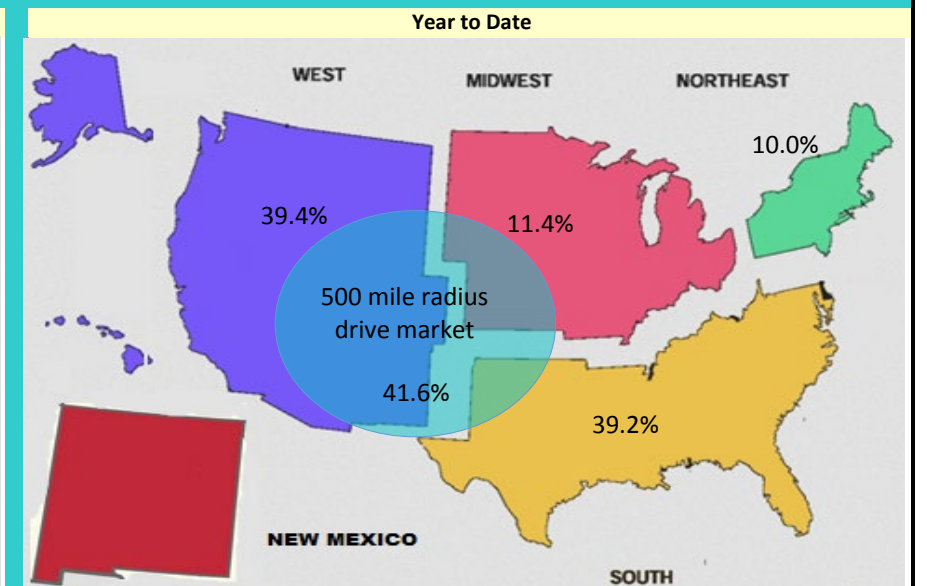 Year to Date
WEST
MIDWEST
NORTHEAST
10.0%
39.4%
11.4%
500 mile radius
drive market
41.6%
39.2%
NEW MEXICO
SOUTH